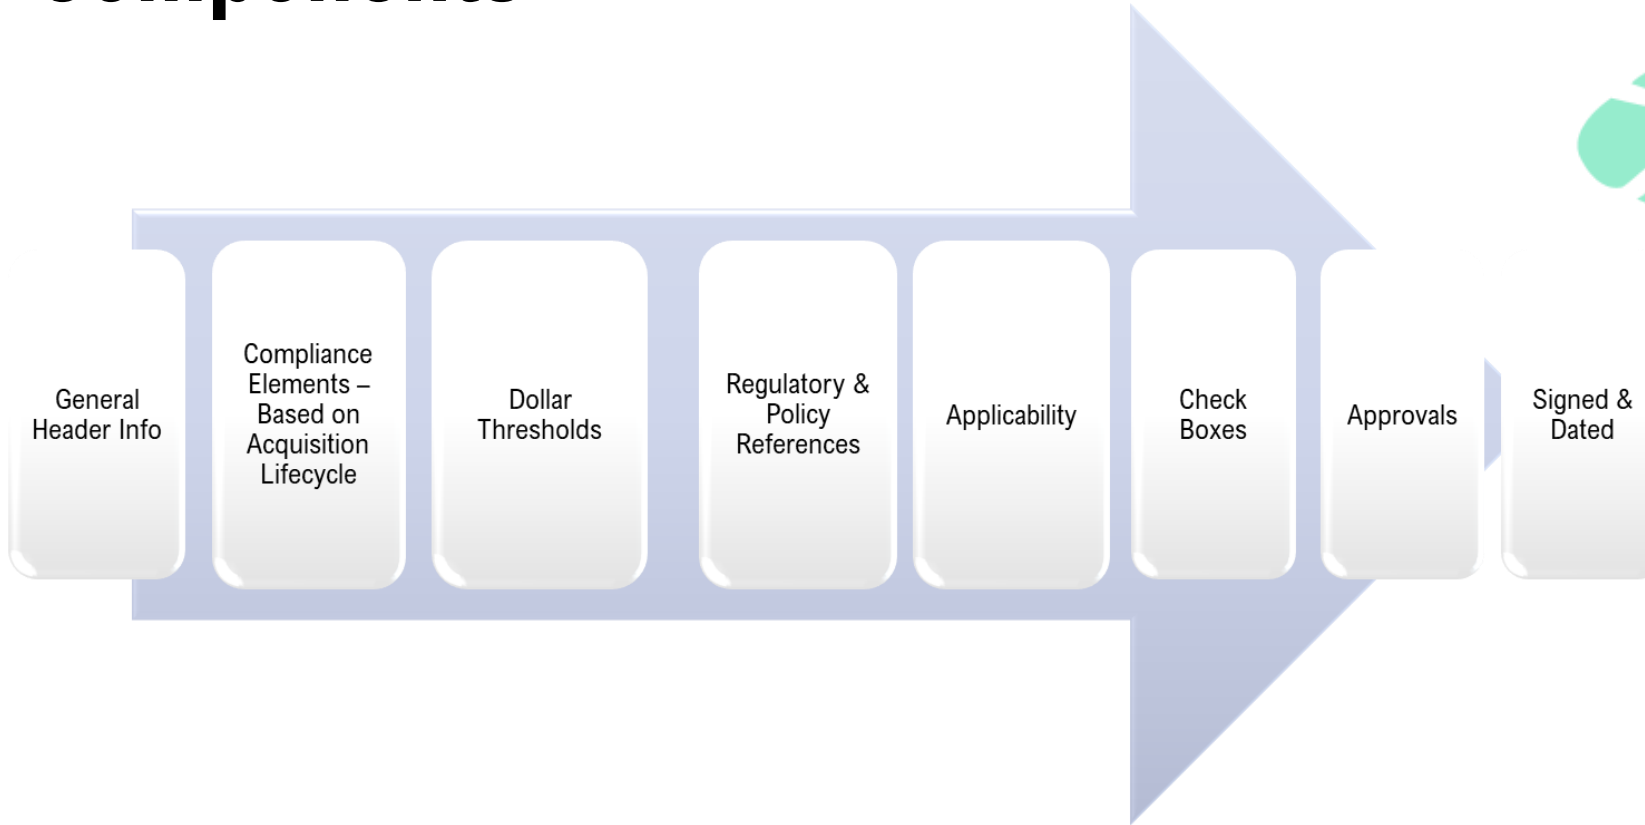 Components
General
Header Info
Compliance
Elements –
Based on
Acquisition
Lifecycle
Dollar
Thresholds
Regulatory &
Policy
References
Applicability
Check
Boxes
Approvals
Signed &
Dated